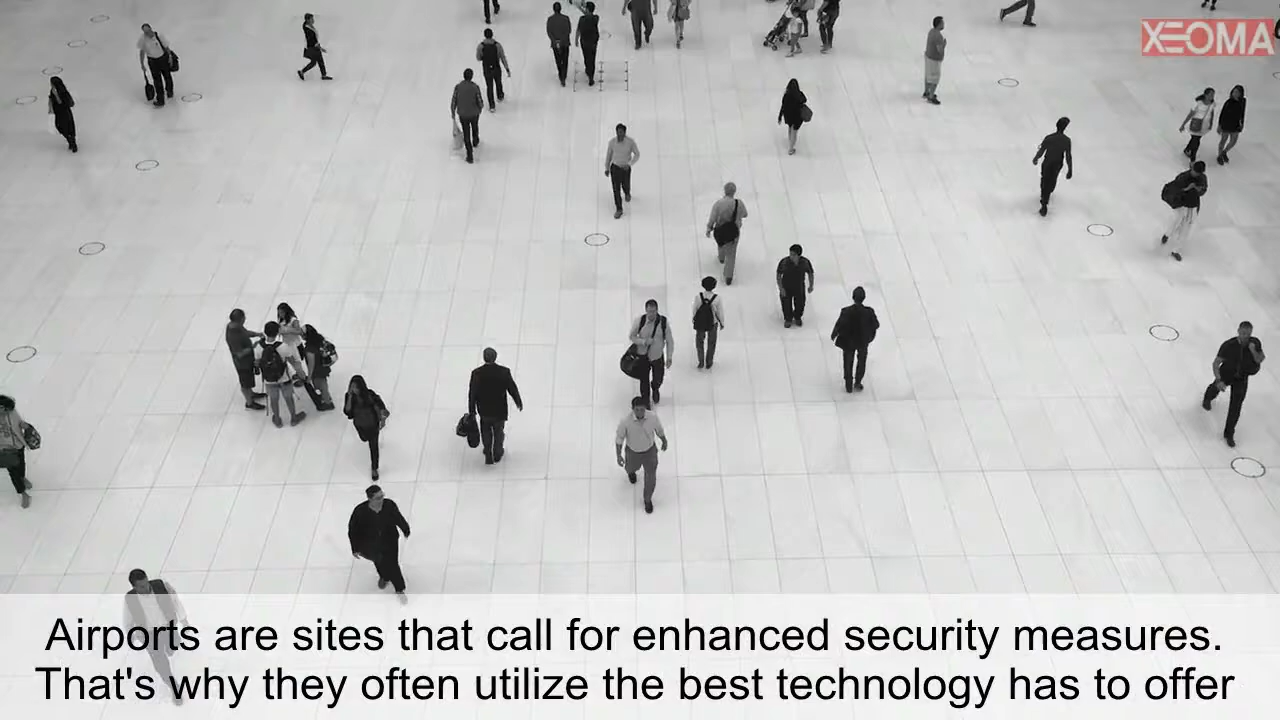 XEOMA
Airports are sites that call for enhanced security measures.
That's why they often utilize the best technology has to offer